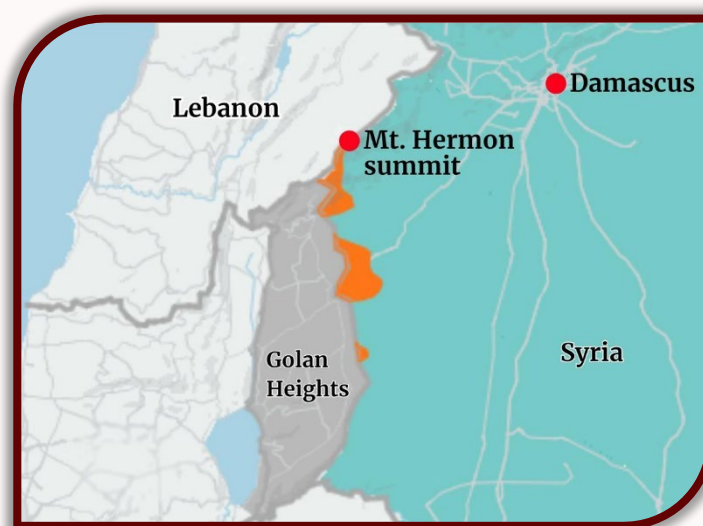 Lebanon
Damascus
Mt. Hermon
summit
Syria
Golan
Heights